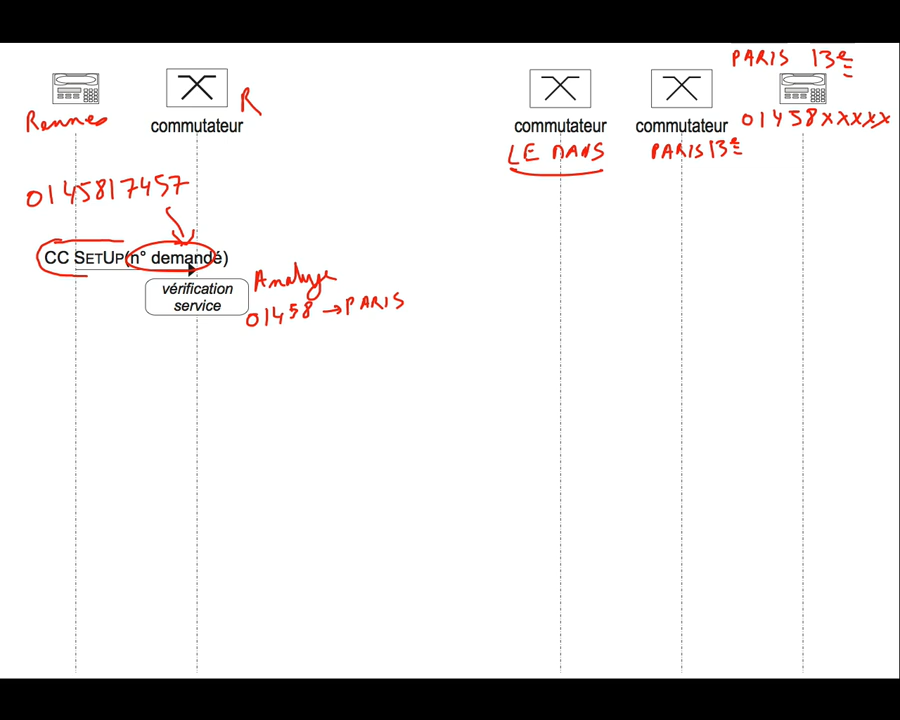 PARIS 13e
Rennes
R
commutateur
commutateur
commutateur
01458XXXXX
LE MANS
PARIS 13e
0145817457
CC SETUP(n° demandé)
vérification
service
Analyse
01458 → PARIS